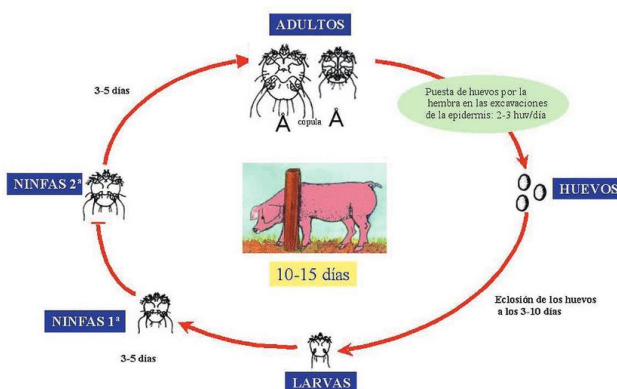 ADULTOS
3-5 días
Puesta de huevos por la
hembra en las excavaciones
de la epidermis: 2-3 huv/día
Å copula Å
NINFAS 2ª
HUEVOS
10-15 días
Eclosión de los huevos
a los 3-10 días
NINFAS 1ª
3-5 días
LARVAS